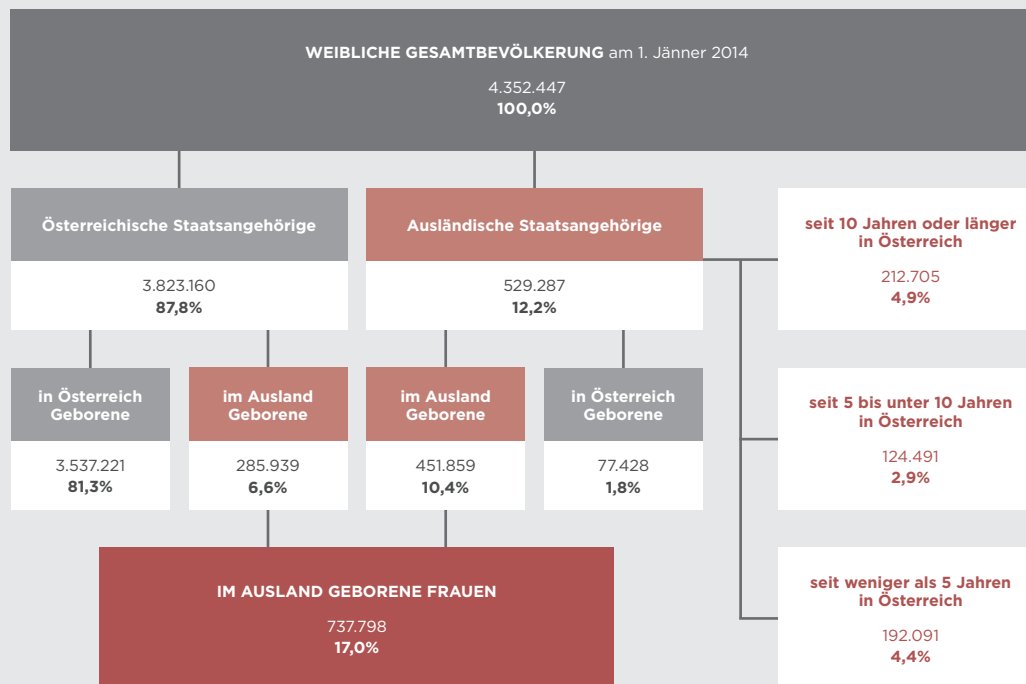 WEIBLICHE GESAMTBEVÖLKERUNG am 1. Jänner 2014
4.352.447
100,0%
Österreichische Staatsangehörige
3.823.160
87,8%
Ausländische Staatsangehörige
529.287
12,2%
seit 10 Jahren oder länger
in Österreich
212.705
4,9%
in Österreich
Geborene
3.537.221
81,3%
im Ausland
Geborene
285.939
6,6%
im Ausland
Geborene
451.859
10,4%
in Österreich
Geborene
77.428
1,8%
seit 5 bis unter 10 Jahren
in Österreich
124.491
2,9%
IM AUSLAND GEBORENE FRAUEN
737.798
17,0%
seit weniger als 5 Jahren
in Österreich
192.091
4,4%